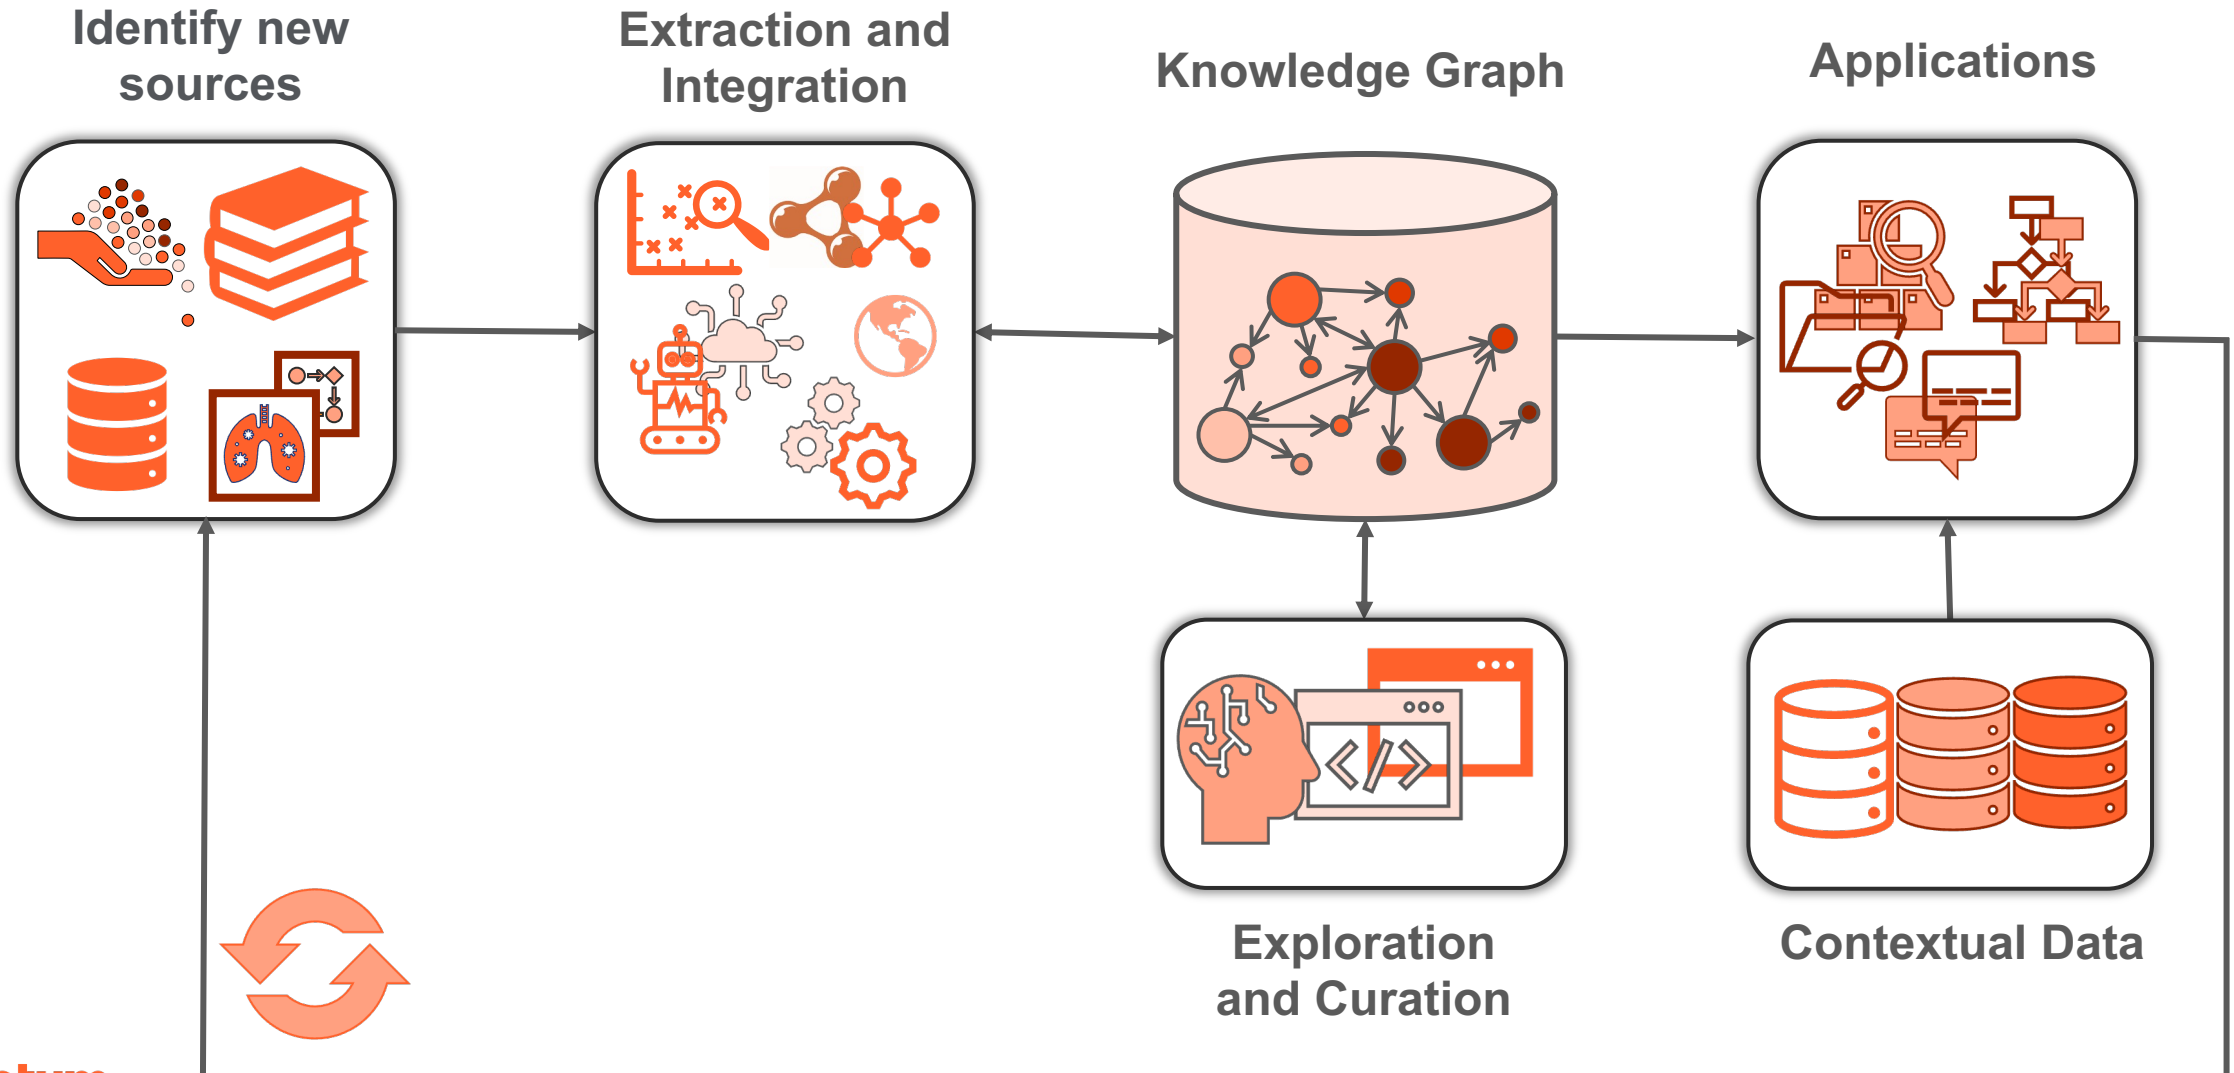 Identify new
sources
Extraction and
Integration
Knowledge Graph
Applications
</>
Exploration
and Curation
Contextual Data